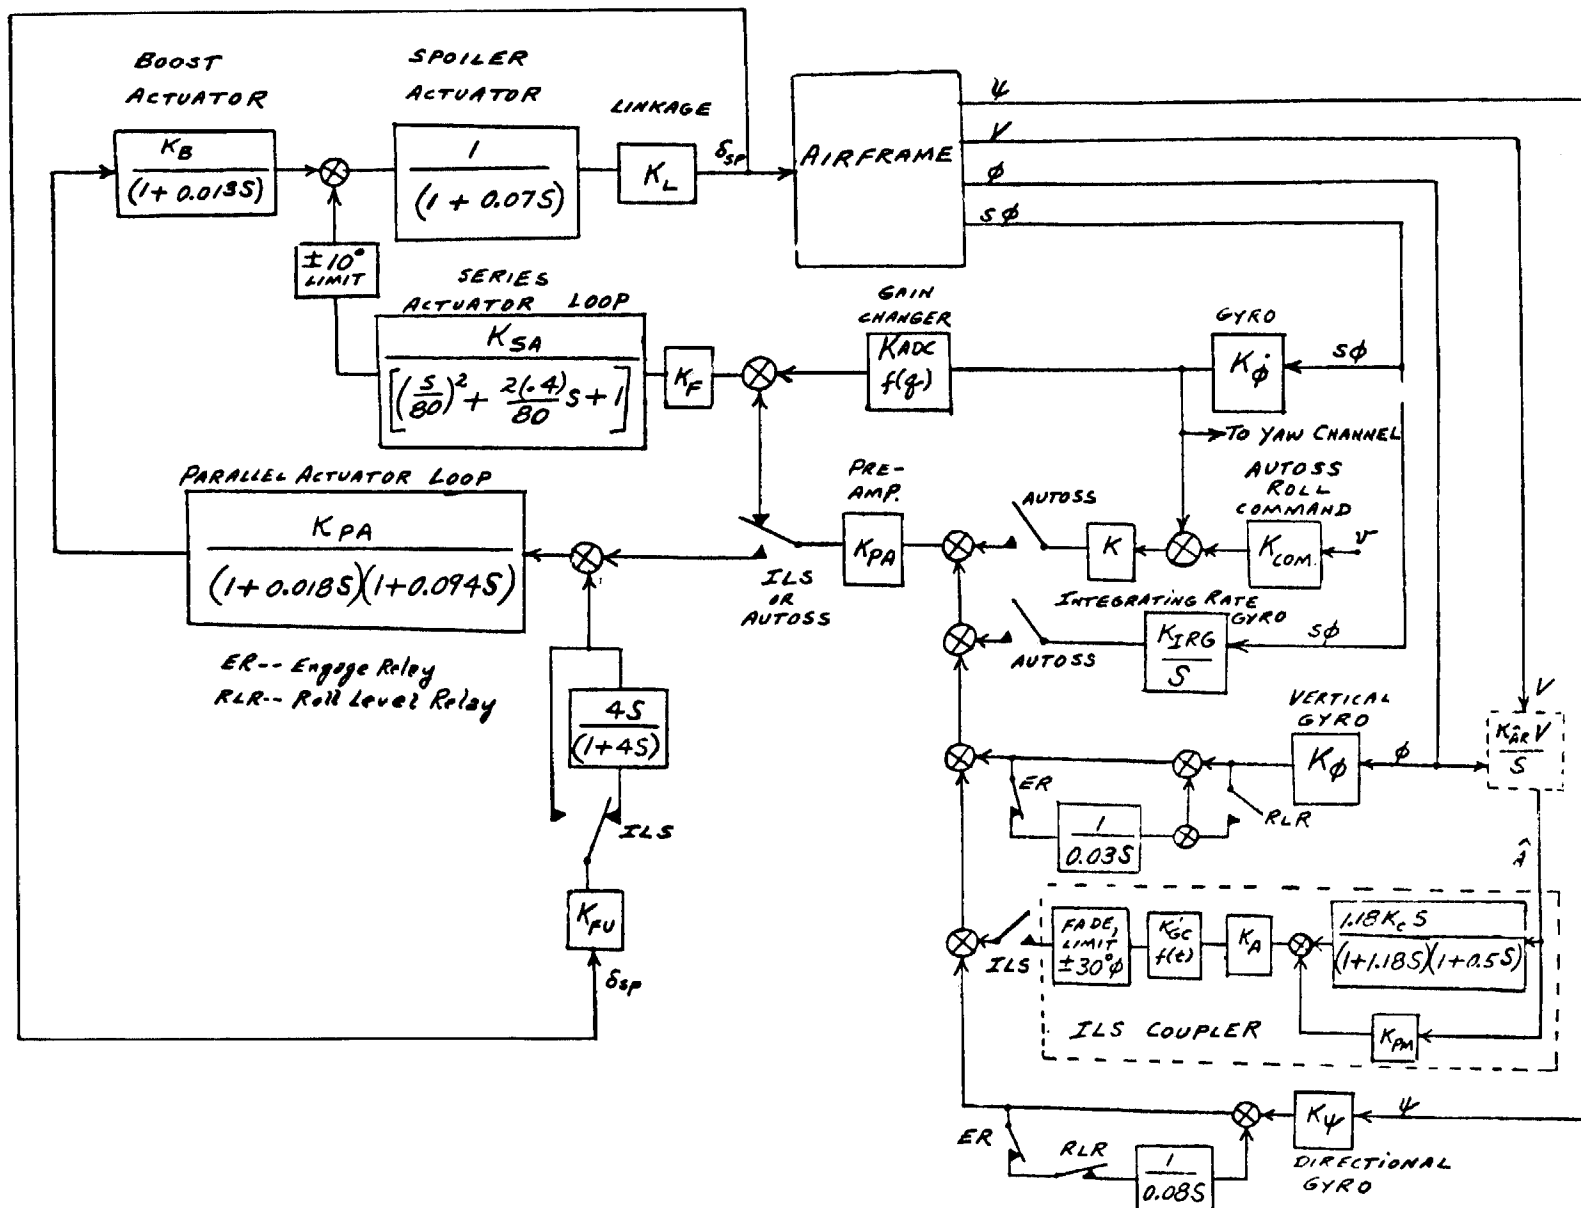 BOOST
ACTUATOR
K_B
(1+0.013S)
SPOILER
ACTUATOR
1
(1 + 0.07S)
LINKAGE
K_L
δ_sp
AIRFRAME
ψ
V
φ
sφ
±10°
LIMIT
SERIES
ACTUATOR LOOP
K_SA
[(S/80)² + 2(.4)/80 S + 1]
K_F
GAIN
CHANGER
K_ADC
f(q)
GYRO
K_φ̇
sφ
TO YAW CHANNEL
PARALLEL ACTUATOR LOOP
K_PA
(1+0.018S)(1+0.094S)
PRE-
AMP.
K_PA
ILS
OR
AUTOSS
AUTOSS
K
AUTOSS
ROLL
COMMAND
K_COM.
v
INTEGRATING RATE
GYRO
K_IRG
S
sφ
AUTOSS
ER-- Engage Relay
RLR-- Roll Level Relay
4S
(1+4S)
ILS
K_FU
δ_sp
VERTICAL
GYRO
K_φ
φ
ER
RLR
1
0.03S
V
K_ÂR V
S
Â
ILS
FADE,
LIMIT
±30°φ
K'_GC
f(t)
K_A
1.18K_c S
(1+1.18S)(1+0.5S)
K_PM
ILS COUPLER
ER
RLR
1
0.08S
K_ψ
ψ
DIRECTIONAL
GYRO